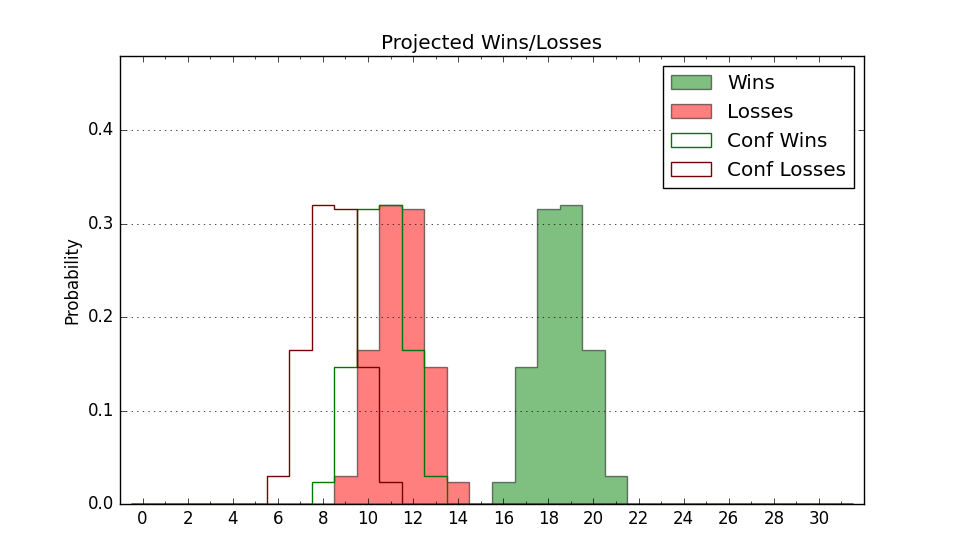 Projected Wins/Losses
Wins
Losses
Conf Wins
Conf Losses
Probability
0.4
0.3
0.2
0.1
0.0
0 2 4 6 8 10 12 14 16 18 20 22 24 26 28 30